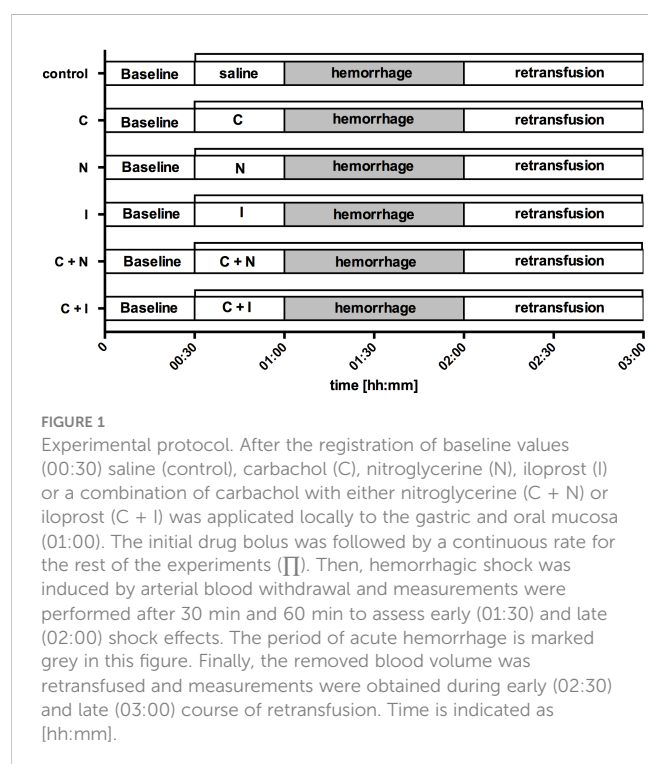 control Baseline saline hemorrhage retransfusion
C Baseline C hemorrhage retransfusion
N Baseline N hemorrhage retransfusion
I Baseline I hemorrhage retransfusion
C + N Baseline C + N hemorrhage retransfusion
C + I Baseline C + I hemorrhage retransfusion
0 00:30 01:00 01:30 02:00 02:30 03:00
time [hh:mm]
FIGURE 1
Experimental protocol. After the registration of baseline values
(00:30) saline (control), carbachol (C), nitroglycerine (N), iloprost (I)
or a combination of carbachol with either nitroglycerine (C + N) or
iloprost (C + I) was applicated locally to the gastric and oral mucosa
(01:00). The initial drug bolus was followed by a continuous rate for
the rest of the experiments (∏). Then, hemorrhagic shock was
induced by arterial blood withdrawal and measurements were
performed after 30 min and 60 min to assess early (01:30) and late
(02:00) shock effects. The period of acute hemorrhage is marked
grey in this figure. Finally, the removed blood volume was
retransfused and measurements were obtained during early (02:30)
and late (03:00) course of retransfusion. Time is indicated as
[hh:mm].